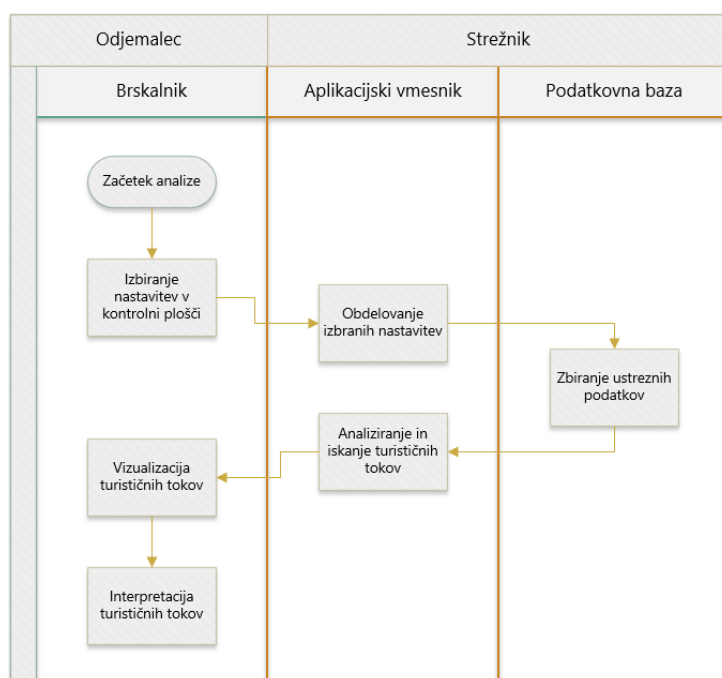 Odjemalec
Strežnik
Brskalnik
Aplikacijski vmesnik
Podatkovna baza
Začetek analize
Izbiranje
nastavitev v
kontrolni plošči
Obdelovanje
izbranih nastavitev
Zbiranje ustreznih
podatkov
Analiziranje in
iskanje turističnih
tokov
Vizualizacija
turističnih tokov
Interpretacija
turističnih tokov